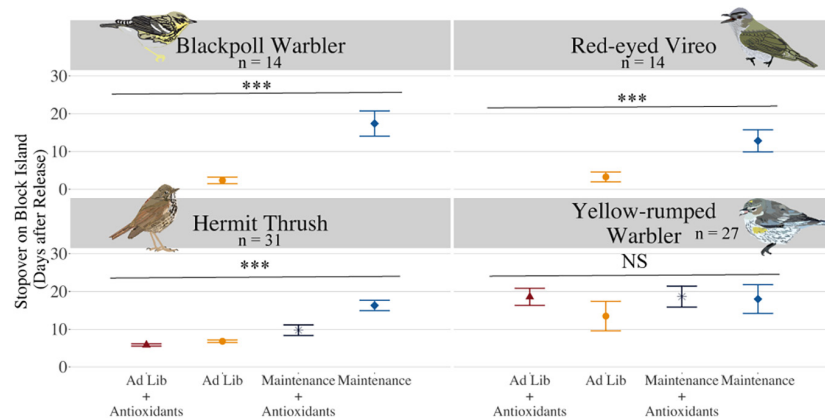 Blackpoll Warbler
n = 14
Red-eyed Vireo
n = 14
Stopover on Block Island
(Days after Release)
30
20
10
0
***
***
Hermit Thrush
n = 31
Yellow-rumped
Warbler n = 27
30
20
10
0
***
NS
Ad Lib
+
Antioxidants
Ad Lib
Maintenance
+
Antioxidants
Maintenance
Ad Lib
+
Antioxidants
Ad Lib
Maintenance
+
Antioxidants
Maintenance